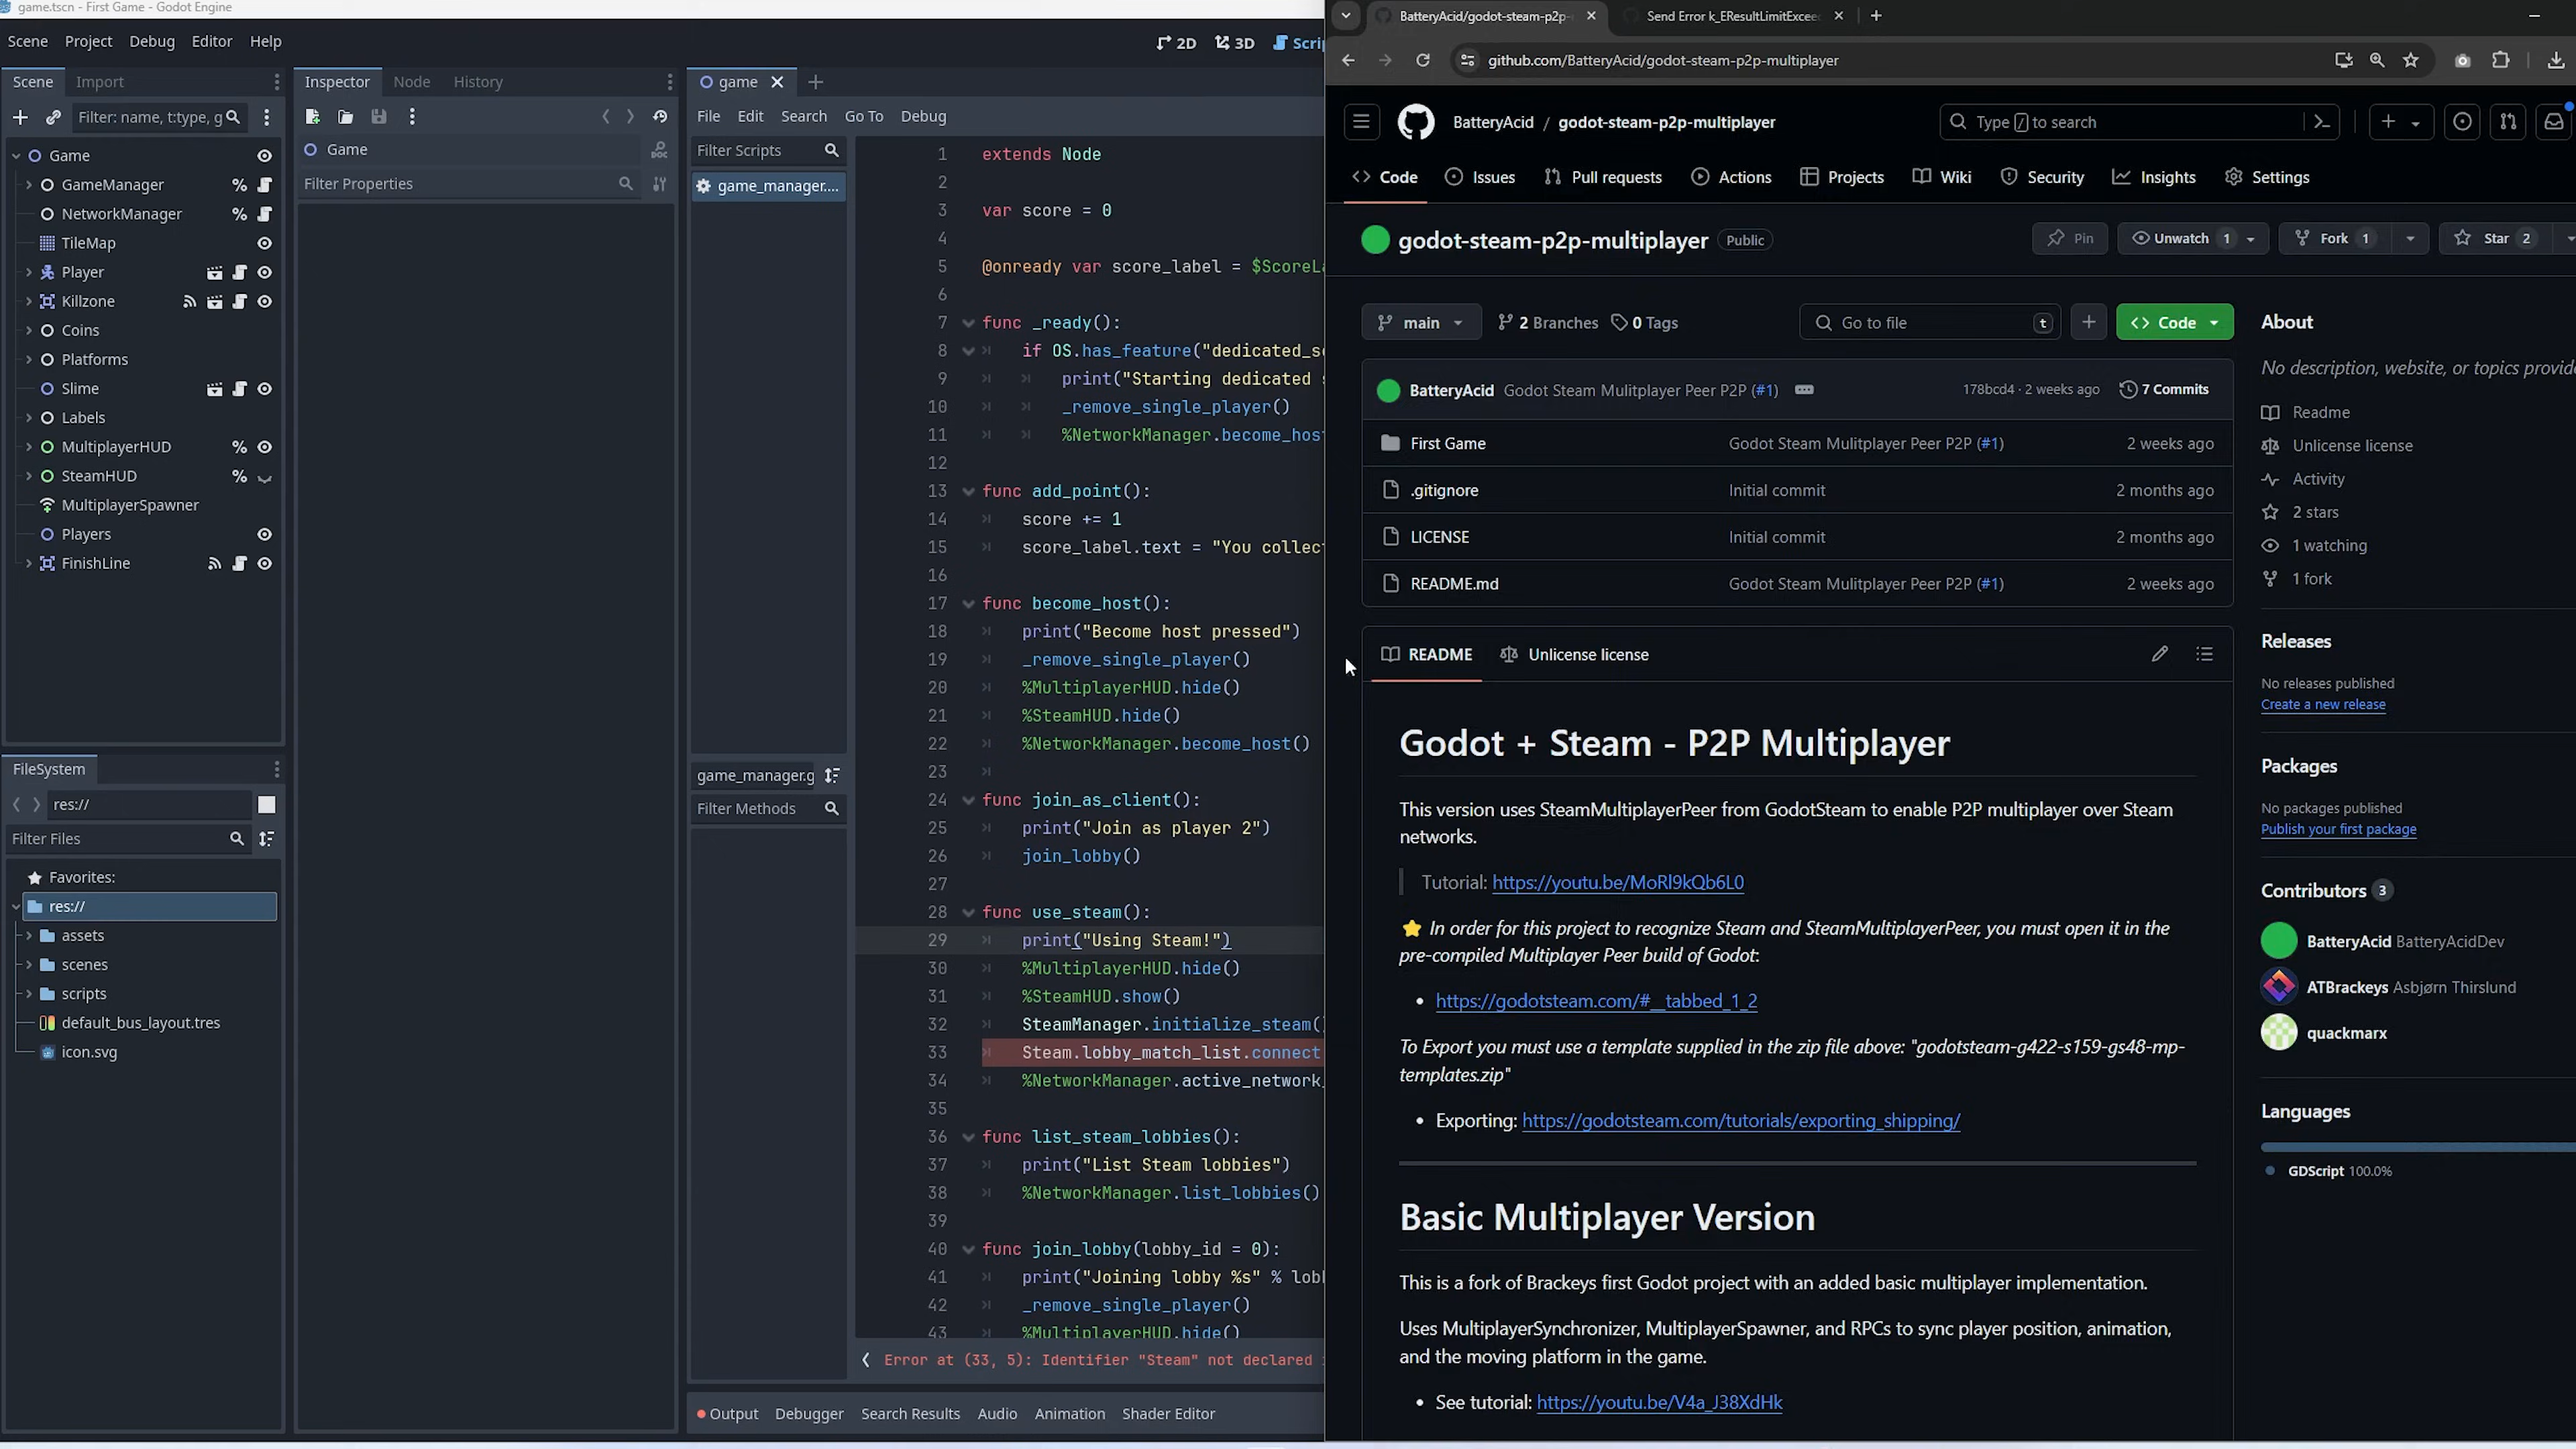 game.tscn - First Game - Godot Engine
Scene Project Debug Editor Help
2D 3D Scrip
Scene Import
Filter: name, t:type, g
Game
GameManager
NetworkManager
TileMap
Player
Killzone
Coins
Platforms
Slime
Labels
MultiplayerHUD
SteamHUD
MultiplayerSpawner
Players
FinishLine
FileSystem
res://
Filter Files
Favorites:
res://
assets
scenes
scripts
default_bus_layout.tres
icon.svg
Inspector Node History
Game
Filter Properties
game
File Edit Search Go To Debug
Filter Scripts
game_manager....
game_manager.g
Filter Methods
1 extends Node
2
3 var score = 0
4
5 @onready var score_label = $ScoreLa
6
7 func _ready():
8 if OS.has_feature("dedicated_se
9 print("Starting dedicated s
10 _remove_single_player()
11 %NetworkManager.become_host
12
13 func add_point():
14 score += 1
15 score_label.text = "You collect
16
17 func become_host():
18 print("Become host pressed")
19 _remove_single_player()
20 %MultiplayerHUD.hide()
21 %SteamHUD.hide()
22 %NetworkManager.become_host()
23
24 func join_as_client():
25 print("Join as player 2")
26 join_lobby()
27
28 func use_steam():
29 print("Using Steam!")
30 %MultiplayerHUD.hide()
31 %SteamHUD.show()
32 SteamManager.initialize_steam()
33 Steam.lobby_match_list.connect
34 %NetworkManager.active_network_
35
36 func list_steam_lobbies():
37 print("List Steam lobbies")
38 %NetworkManager.list_lobbies()
39
40 func join_lobby(lobby_id = 0):
41 print("Joining lobby %s" % lobb
42 _remove_single_player()
43 %MultiplayerHUD.hide()
Error at (33, 5): Identifier "Steam" not declared
Output Debugger Search Results Audio Animation Shader Editor
BatteryAcid/godot-steam-p2p- Send Error k_EResultLimitExceed
github.com/BatteryAcid/godot-steam-p2p-multiplayer
BatteryAcid / godot-steam-p2p-multiplayer
Type / to search
Code Issues Pull requests Actions Projects Wiki Security Insights Settings
godot-steam-p2p-multiplayer Public
Pin Unwatch 1 Fork 1 Star 2
main 2 Branches 0 Tags Go to file t Code
BatteryAcid Godot Steam Mulitplayer Peer P2P (#1) 178bcd4 · 2 weeks ago 7 Commits
First Game Godot Steam Mulitplayer Peer P2P (#1) 2 weeks ago
.gitignore Initial commit 2 months ago
LICENSE Initial commit 2 months ago
README.md Godot Steam Mulitplayer Peer P2P (#1) 2 weeks ago
README Unlicense license
Godot + Steam - P2P Multiplayer
This version uses SteamMultiplayerPeer from GodotSteam to enable P2P multiplayer over Steam
networks.
Tutorial: https://youtu.be/MoRl9kQb6L0
⭐ In order for this project to recognize Steam and SteamMultiplayerPeer, you must open it in the
pre-compiled Multiplayer Peer build of Godot:
• https://godotsteam.com/#__tabbed_1_2
To Export you must use a template supplied in the zip file above: "godotsteam-g422-s159-gs48-mp-
templates.zip"
• Exporting: https://godotsteam.com/tutorials/exporting_shipping/
Basic Multiplayer Version
This is a fork of Brackeys first Godot project with an added basic multiplayer implementation.
Uses MultiplayerSynchronizer, MultiplayerSpawner, and RPCs to sync player position, animation,
and the moving platform in the game.
• See tutorial: https://youtu.be/V4a_J38XdHk
About
No description, website, or topics provide
Readme
Unlicense license
Activity
2 stars
1 watching
1 fork
Releases
No releases published
Create a new release
Packages
No packages published
Publish your first package
Contributors 3
BatteryAcid BatteryAcidDev
ATBrackeys Asbjørn Thirslund
quackmarx
Languages
GDScript 100.0%